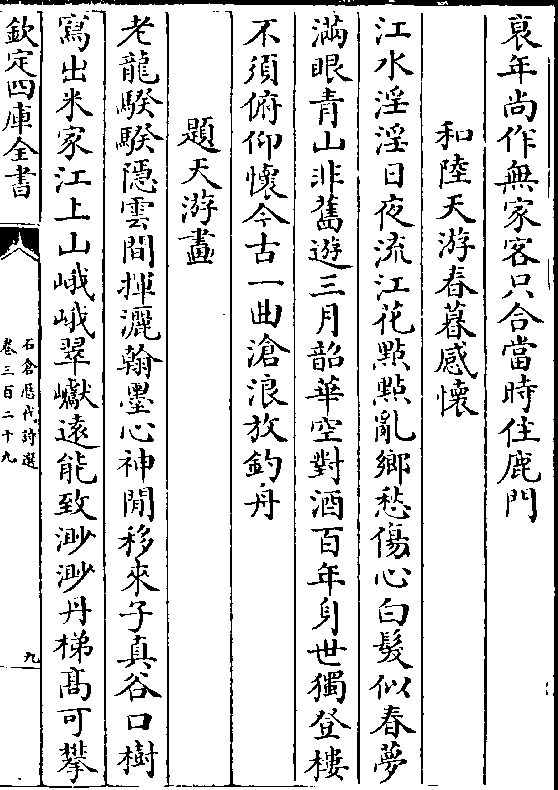 衰年尚作無家客只合當時住鹿門
和陸天游春暮感懷
江水淫淫日夜流江花點點亂鄉愁傷心白髮似春夢
滿眼青山非舊遊三月韶華空對酒百年身世獨登樓
不須俯仰懷今古一曲滄浪放釣舟
題天游畫
老龍騤騤隱雲間揮灑翰墨心神閒移來子真谷口樹
寫出米家江上山峨峨翠巘遠能致渺渺丹梯髙可攀
欽定四庫全書
石倉歷代詩選
卷三百二十九
九